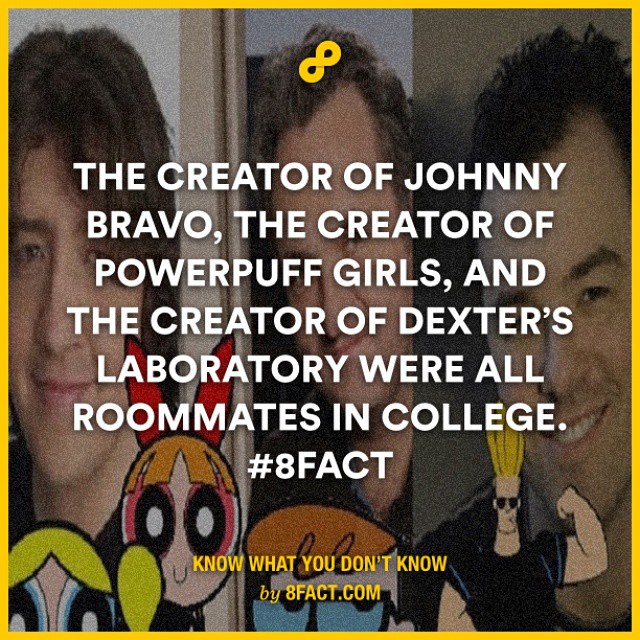 THE CREATOR OF JOHNNY
BRAVO, THE CREATOR OF
POWERPUFF GIRLS, AND
THE CREATOR OF DEXTER'S
LABORATORY WERE ALL
ROOMMATES IN COLLEGE.
#8FACT
KNOW WHAT YOU DON'T KNOW
by 8FACT.COM